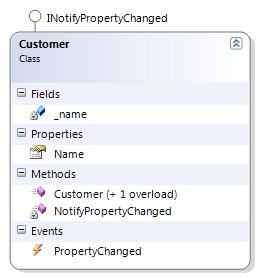 INotifyPropertyChanged
Customer
Class
Fields
_name
Properties
Name
Methods
Customer (+ 1 overload)
NotifyPropertyChanged
Events
PropertyChanged